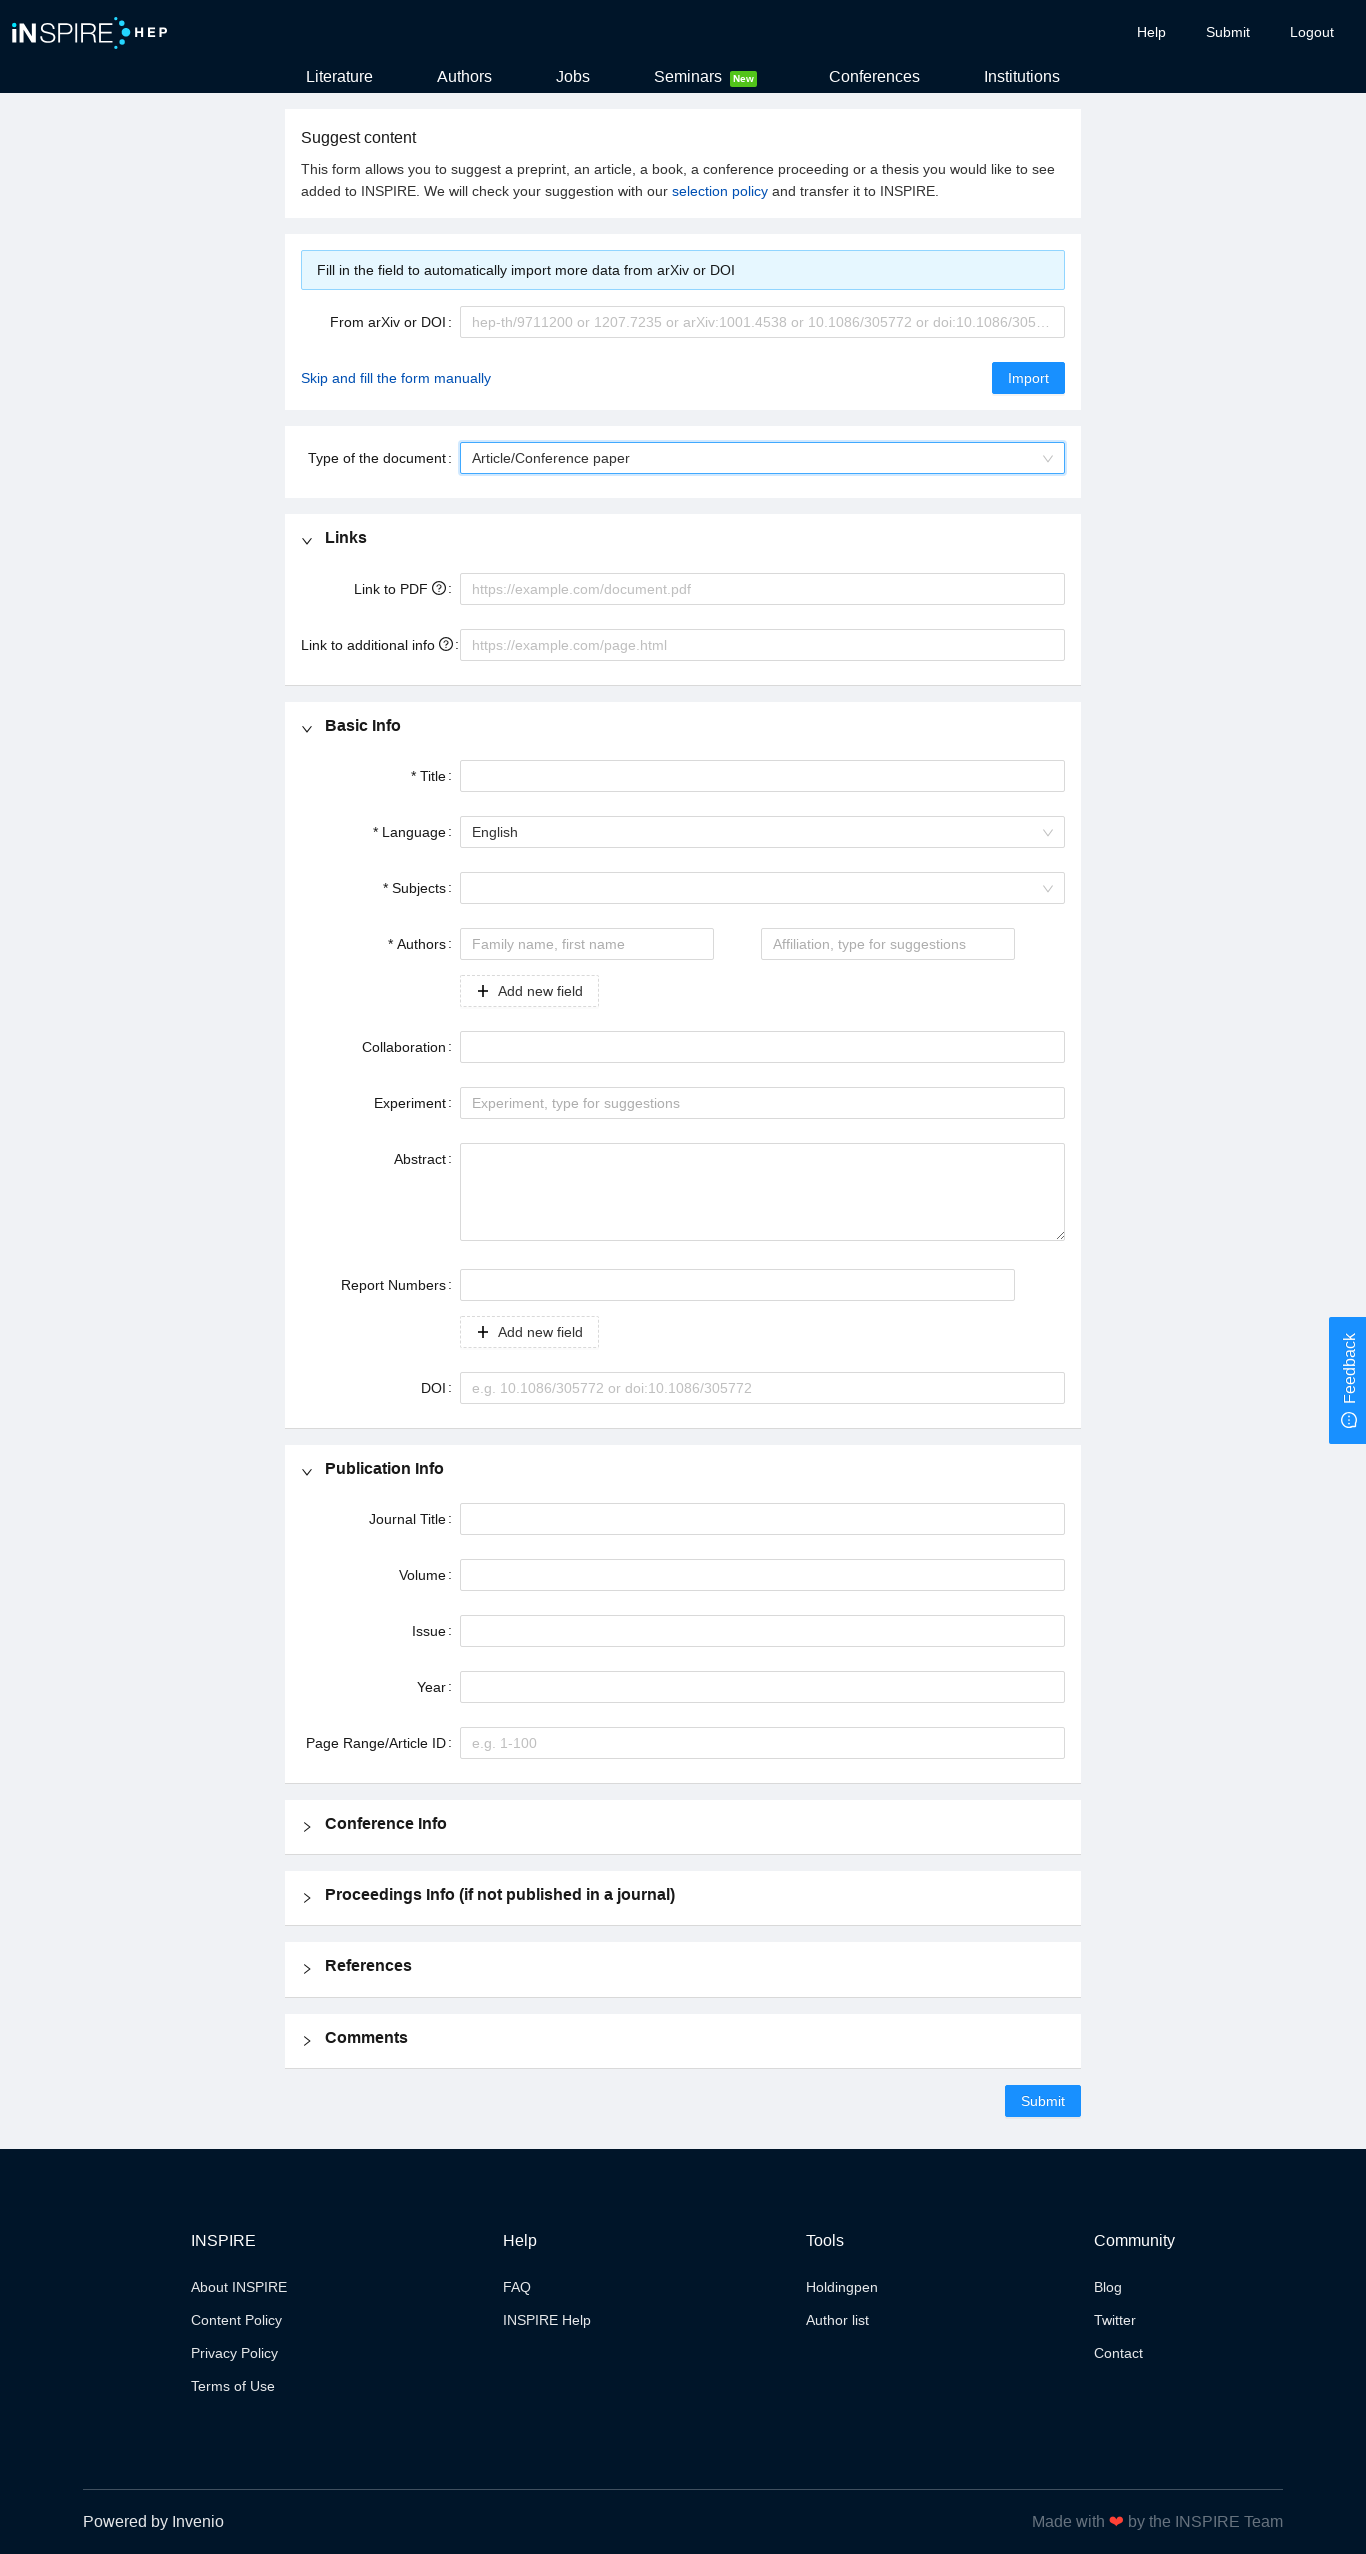 iNSPIRE HEP
Help Submit Logout
Literature Authors Jobs Seminars New Conferences Institutions
Suggest content
This form allows you to suggest a preprint, an article, a book, a conference proceeding or a thesis you would like to see
added to INSPIRE. We will check your suggestion with our selection policy and transfer it to INSPIRE.
Fill in the field to automatically import more data from arXiv or DOI
From arXiv or DOI : hep-th/9711200 or 1207.7235 or arXiv:1001.4538 or 10.1086/305772 or doi:10.1086/305…
Skip and fill the form manually Import
Type of the document : Article/Conference paper
Links
Link to PDF : https://example.com/document.pdf
Link to additional info : https://example.com/page.html
Basic Info
* Title :
* Language : English
* Subjects :
* Authors : Family name, first name Affiliation, type for suggestions
Add new field
Collaboration :
Experiment : Experiment, type for suggestions
Abstract :
Report Numbers :
Add new field
Feedback
DOI : e.g. 10.1086/305772 or doi:10.1086/305772
Publication Info
Journal Title :
Volume :
Issue :
Year :
Page Range/Article ID : e.g. 1-100
Conference Info
Proceedings Info (if not published in a journal)
References
Comments
Submit
INSPIRE Help Tools Community
About INSPIRE FAQ Holdingpen Blog
Content Policy INSPIRE Help Author list Twitter
Privacy Policy Contact
Terms of Use
Powered by Invenio Made with ❤ by the INSPIRE Team